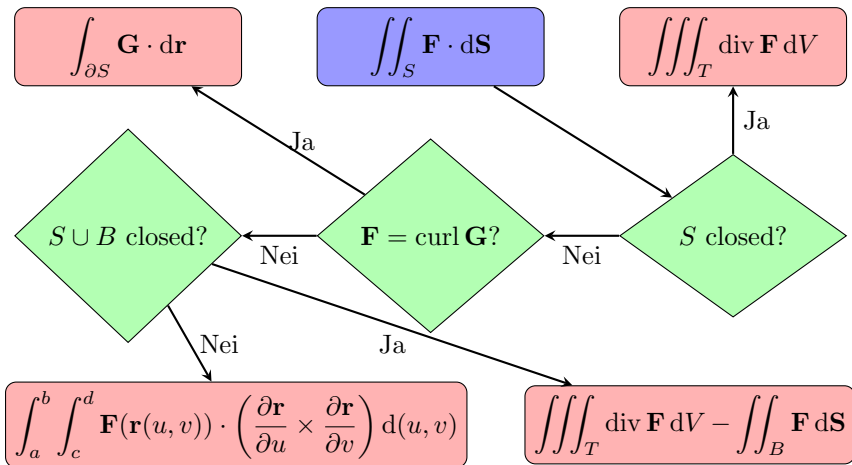 ∫_{∂S} G · dr
∬_S F · dS
∭_T div F dV
Ja
Ja
S ∪ B closed?
F = curl G?
S closed?
Nei
Nei
Nei
Ja
∫_a^b ∫_c^d F(r(u, v)) · (∂r/∂u × ∂r/∂v) d(u, v)
∭_T div F dV − ∬_B F dS